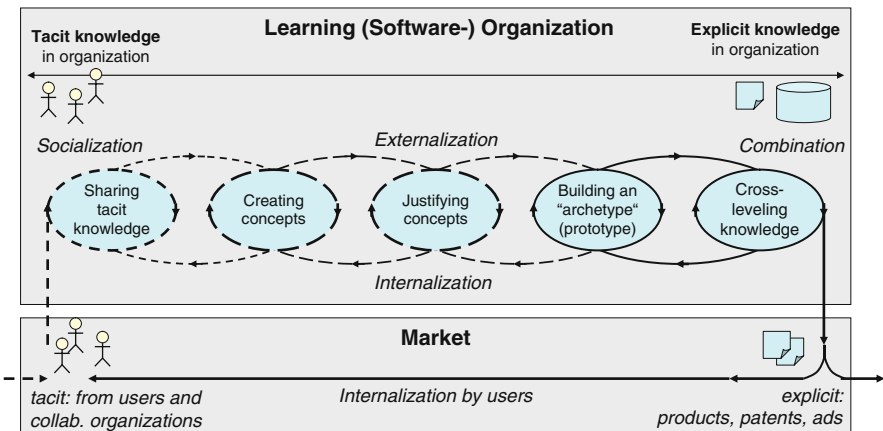 Learning (Software-) Organization
Tacit knowledge
in organization
Explicit knowledge
in organization
Socialization
Externalization
Combination
Sharing
tacit
knowledge
Creating
concepts
Justifying
concepts
Building an
“archetype“
(prototype)
Cross-
leveling
knowledge
Internalization
Market
tacit: from users and
collab. organizations
Internalization by users
explicit:
products, patents, ads